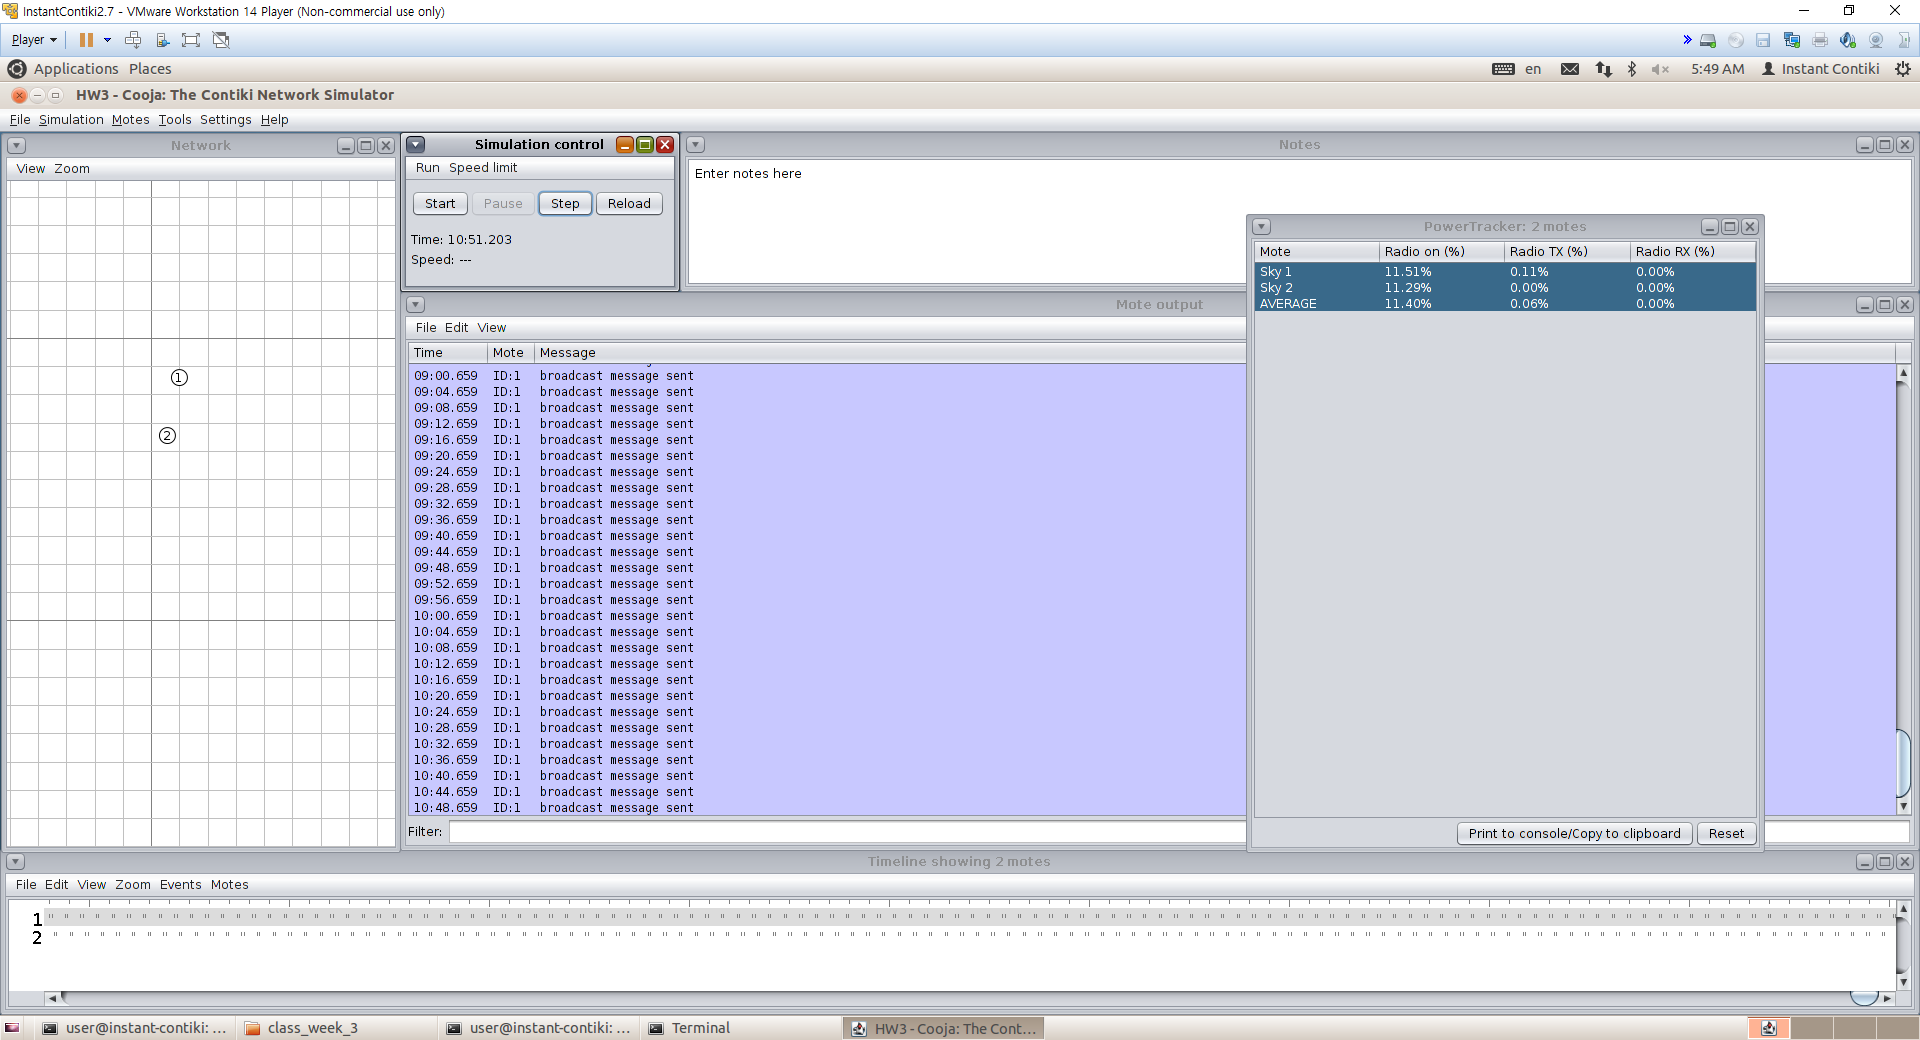 InstantContiki2.7 - VMware Workstation 14 Player (Non-commercial use only)
Player
Applications Places
en
5:49 AM
Instant Contiki
HW3 - Cooja: The Contiki Network Simulator
File Simulation Motes Tools Settings Help
Network
View Zoom
1
2
Simulation control
Run Speed limit
Start Pause Step Reload
Time: 10:51.203
Speed: ---
Notes
Enter notes here
PowerTracker: 2 motes
Mote Radio on (%) Radio TX (%) Radio RX (%)
Sky 1 11.51% 0.11% 0.00%
Sky 2 11.29% 0.00% 0.00%
AVERAGE 11.40% 0.06% 0.00%
Print to console/Copy to clipboard Reset
Mote output
File Edit View
Time Mote Message
09:00.659 ID:1 broadcast message sent
09:04.659 ID:1 broadcast message sent
09:08.659 ID:1 broadcast message sent
09:12.659 ID:1 broadcast message sent
09:16.659 ID:1 broadcast message sent
09:20.659 ID:1 broadcast message sent
09:24.659 ID:1 broadcast message sent
09:28.659 ID:1 broadcast message sent
09:32.659 ID:1 broadcast message sent
09:36.659 ID:1 broadcast message sent
09:40.659 ID:1 broadcast message sent
09:44.659 ID:1 broadcast message sent
09:48.659 ID:1 broadcast message sent
09:52.659 ID:1 broadcast message sent
09:56.659 ID:1 broadcast message sent
10:00.659 ID:1 broadcast message sent
10:04.659 ID:1 broadcast message sent
10:08.659 ID:1 broadcast message sent
10:12.659 ID:1 broadcast message sent
10:16.659 ID:1 broadcast message sent
10:20.659 ID:1 broadcast message sent
10:24.659 ID:1 broadcast message sent
10:28.659 ID:1 broadcast message sent
10:32.659 ID:1 broadcast message sent
10:36.659 ID:1 broadcast message sent
10:40.659 ID:1 broadcast message sent
10:44.659 ID:1 broadcast message sent
10:48.659 ID:1 broadcast message sent
Filter:
Timeline showing 2 motes
File Edit View Zoom Events Motes
1
2
user@instant-contiki: ...
class_week_3
user@instant-contiki: ...
Terminal
HW3 - Cooja: The Cont...